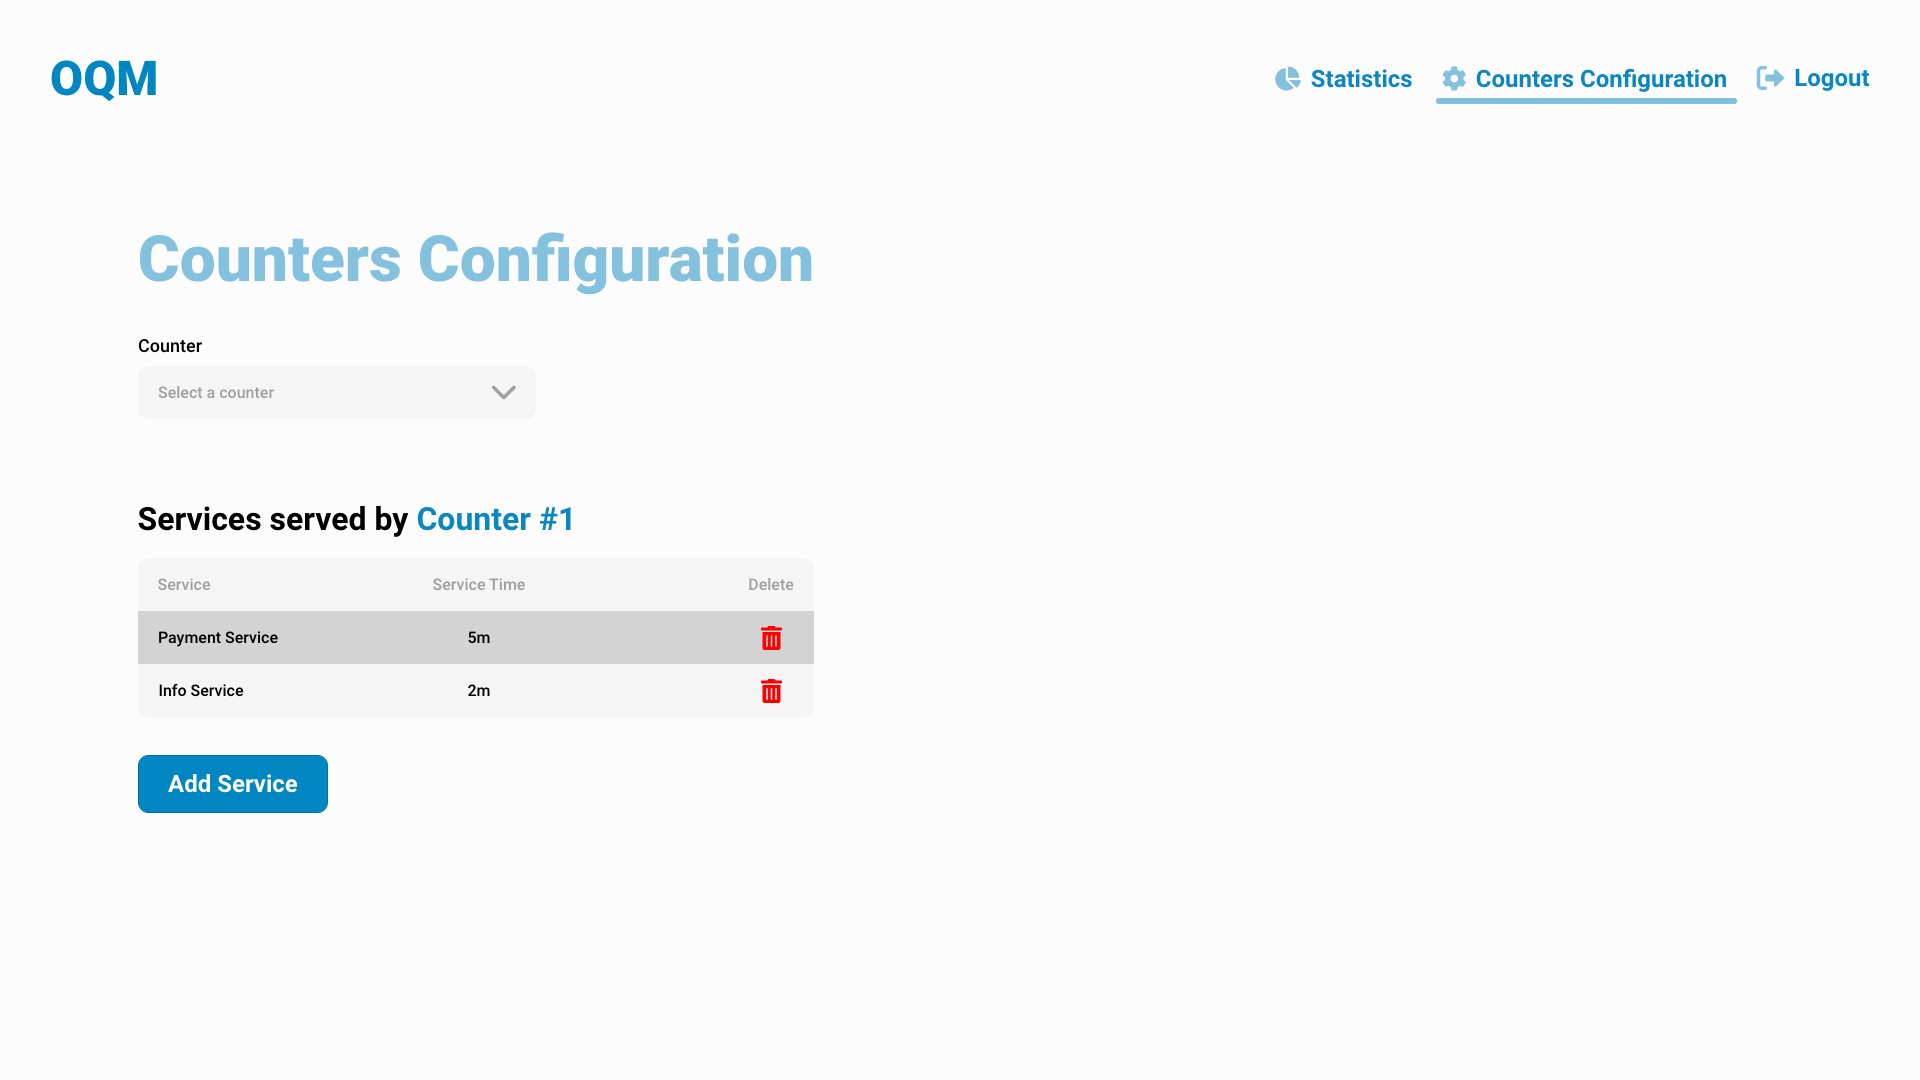 OQM
Statistics
Counters Configuration
Logout
Counters Configuration
Counter
Select a counter
Services served by Counter #1
Service Service Time Delete
Payment Service 5m
Info Service 2m
Add Service